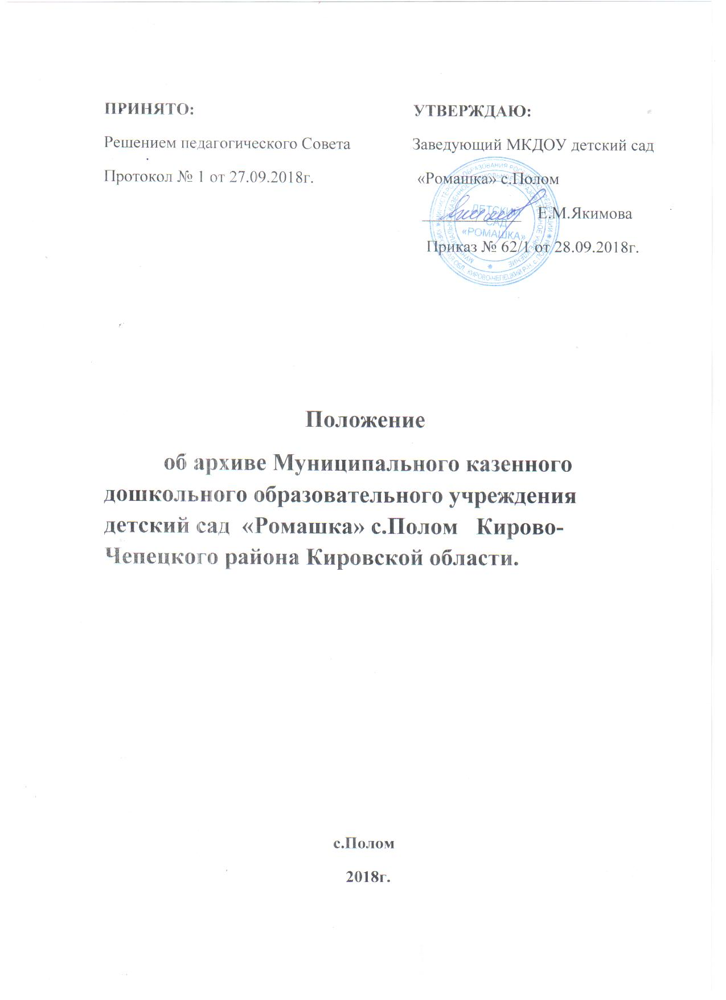 ПРИНЯТО:
Решением педагогического Совета
Протокол № 1 от 27.09.2018г.
УТВЕРЖДАЮ:
Заведующий МКДОУ детский сад
«Ромашка» с.Полом
Е.М.Якимова
Приказ № 62/1 от 28.09.2018г.
ДЕТСКИЙ
САД
«РОМАШКА»
Положение
об архиве Муниципального казенного
дошкольного образовательного учреждения
детский сад «Ромашка» с.Полом Кирово-
Чепецкого района Кировской области.
с.Полом
2018г.